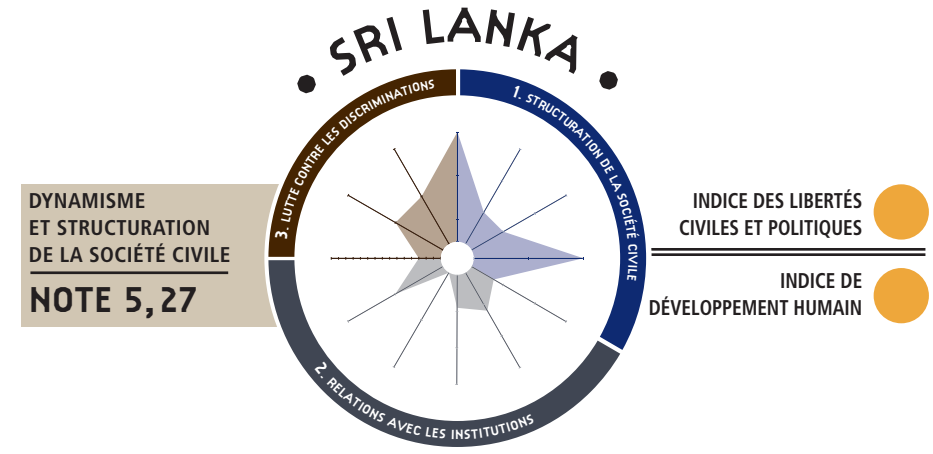 SRI LANKA
3. LUTTE CONTRE LES DISCRIMINATIONS
1. STRUCTURATION DE LA SOCIÉTÉ CIVILE
2. RELATIONS AVEC LES INSTITUTIONS
DYNAMISME
ET STRUCTURATION
DE LA SOCIÉTÉ CIVILE
NOTE 5,27
INDICE DES LIBERTÉS
CIVILES ET POLITIQUES
INDICE DE
DÉVELOPPEMENT HUMAIN